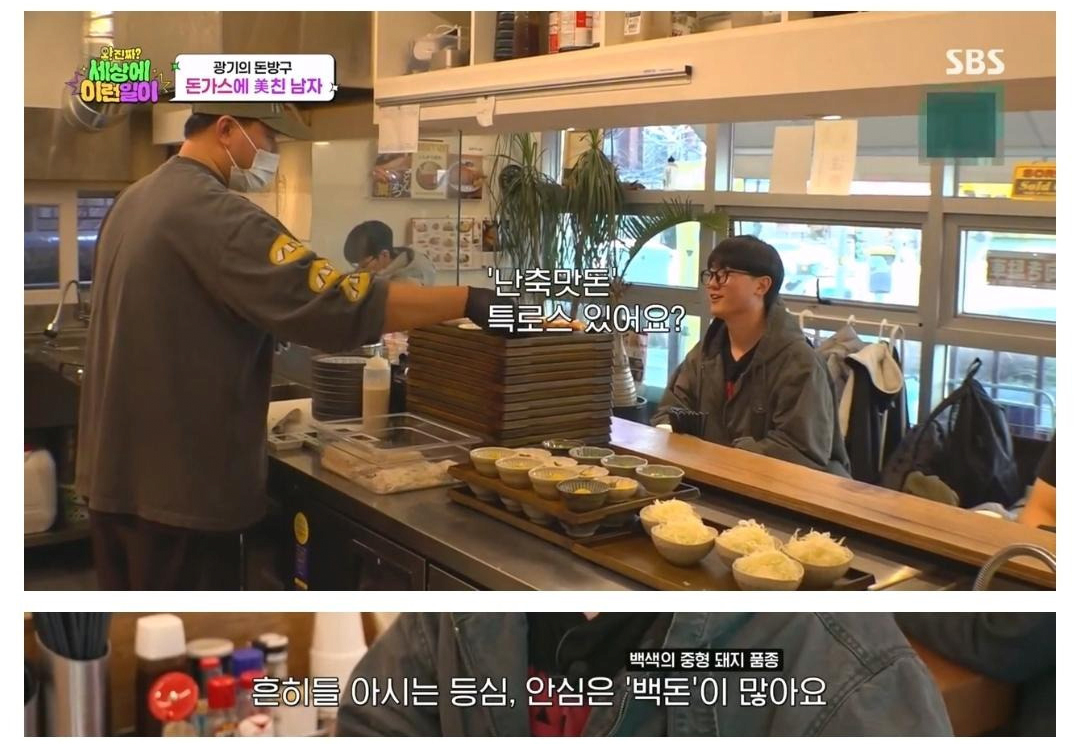 와! 진짜?
세상에
이런일이
광기의 돈방구
돈가스에 美친 남자
SBS
Sold
'난축맛돈'
특로스 있어요?
백색의 중형 돼지 품종
흔히들 아시는 등심, 안심은 '백돈'이 많아요